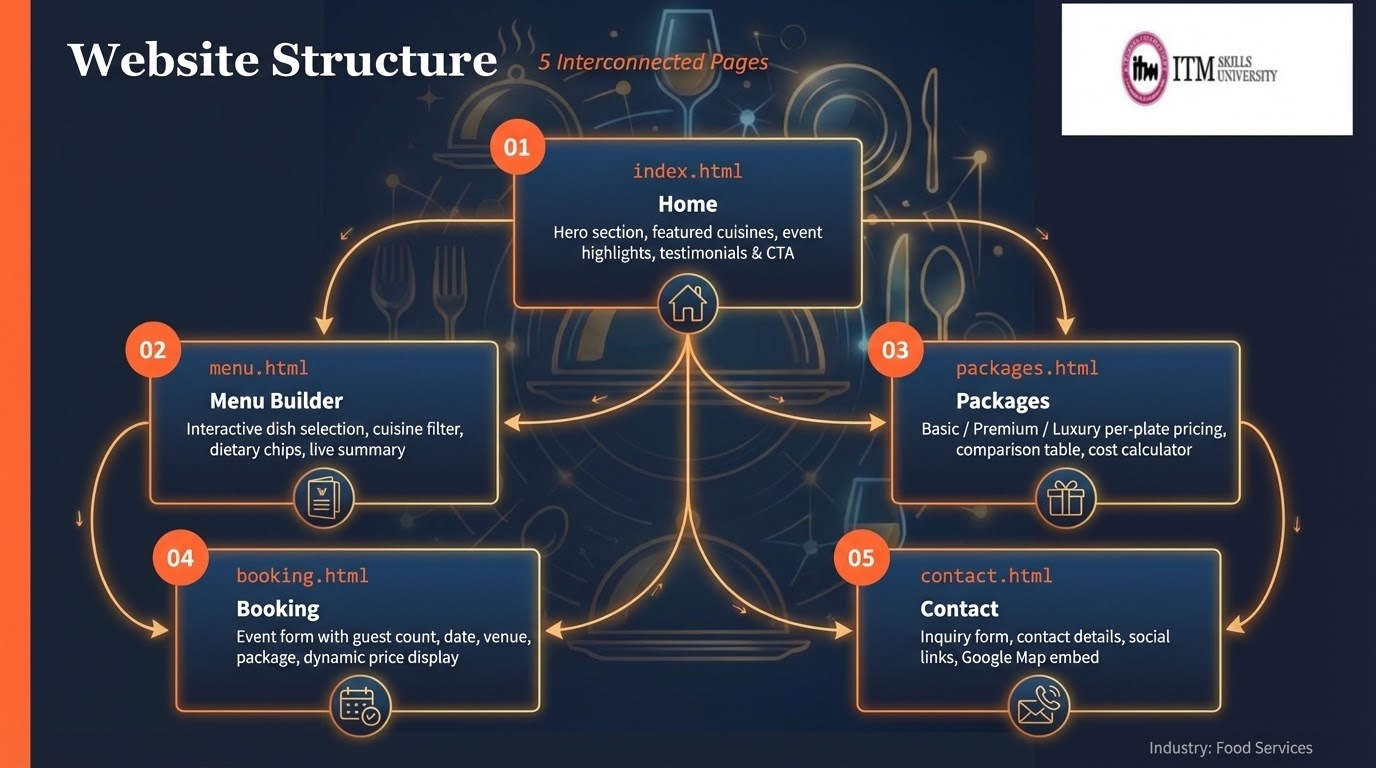 Website Structure
5 Interconnected Pages
itm ITM SKILLS
UNIVERSITY
01
index.html
Home
Hero section, featured cuisines, event
highlights, testimonials & CTA
02
menu.html
Menu Builder
Interactive dish selection, cuisine filter,
dietary chips, live summary
03
packages.html
Packages
Basic / Premium / Luxury per-plate pricing,
comparison table, cost calculator
04
booking.html
Booking
Event form with guest count, date, venue,
package, dynamic price display
05
contact.html
Contact
Inquiry form, contact details, social
links, Google Map embed
Industry: Food Services